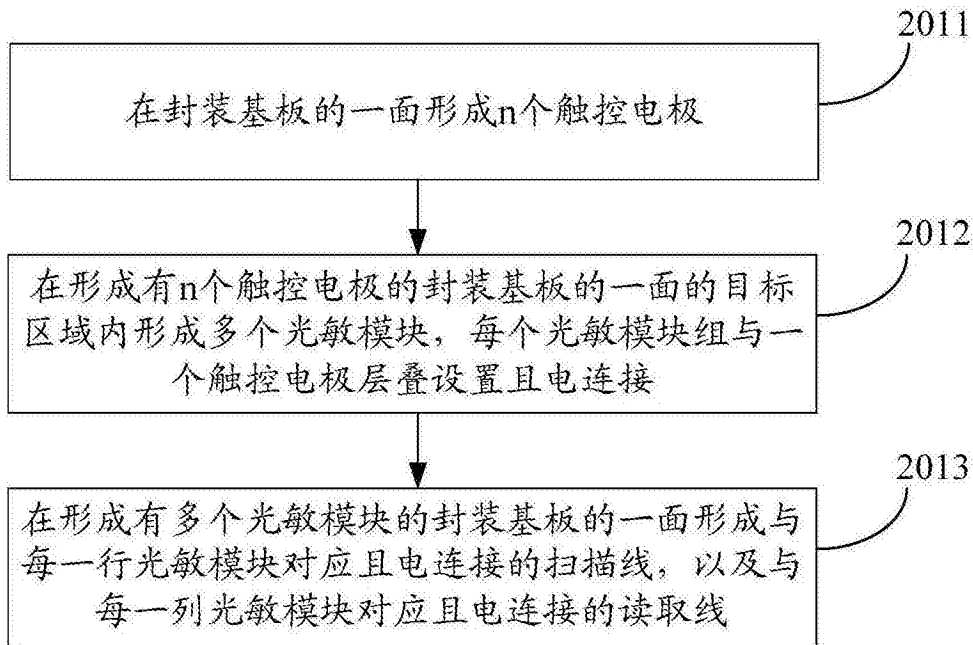 2011
在封装基板的一面形成n个触控电极
2012
在形成有n个触控电极的封装基板的一面的目标
区域内形成多个光敏模块，每个光敏模块组与一
个触控电极层叠设置且电连接
2013
在形成有多个光敏模块的封装基板的一面形成与
每一行光敏模块对应且电连接的扫描线，以及与
每一列光敏模块对应且电连接的读取线